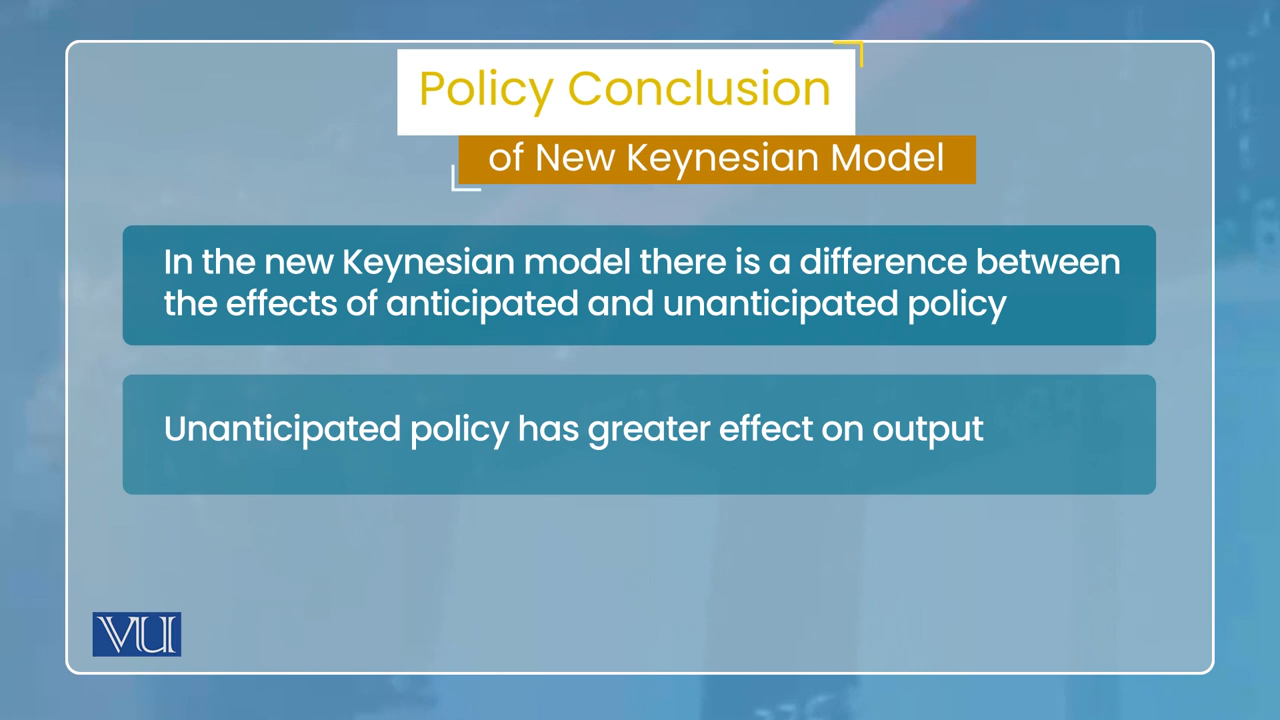 Policy Conclusion
of New Keynesian Model
In the new Keynesian model there is a difference between
the effects of anticipated and unanticipated policy
Unanticipated policy has greater effect on output
VU